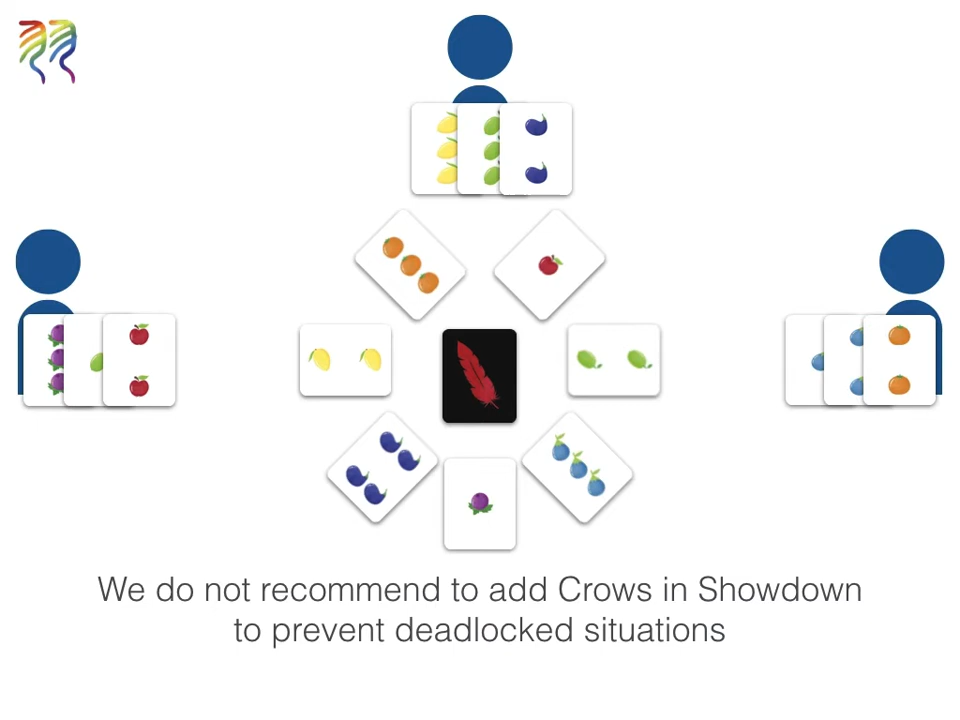 We do not recommend to add Crows in Showdown
to prevent deadlocked situations